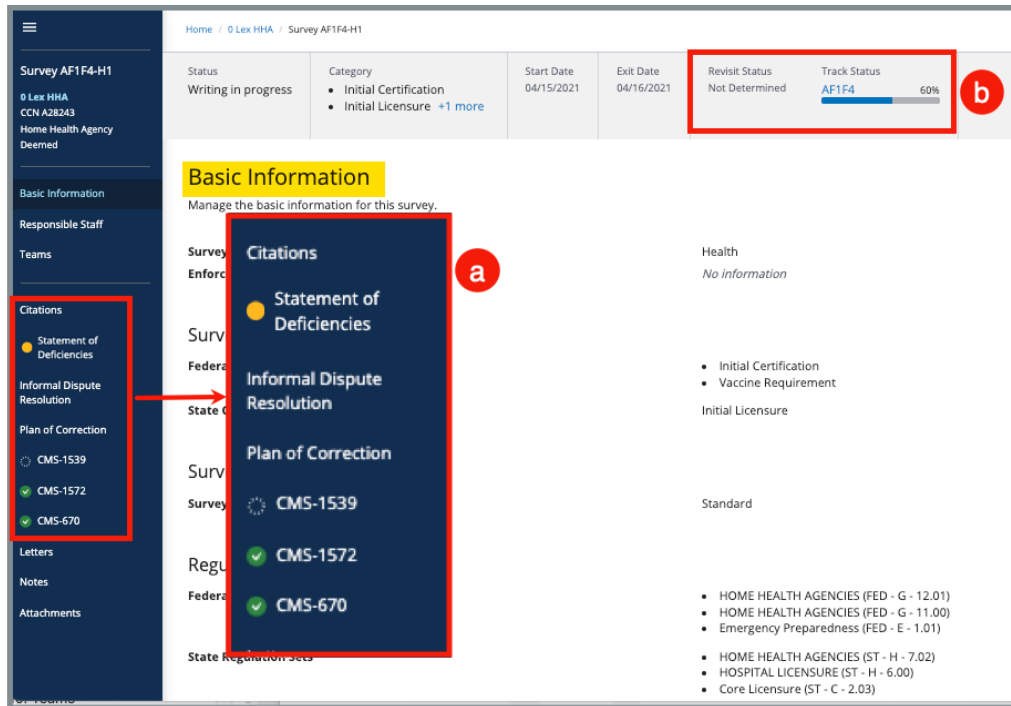 Home / 0 Lex HHA / Survey AF1F4-H1
Survey AF1F4-H1
0 Lex HHA
CCN A28243
Home Health Agency
Deemed
Basic Information
Responsible Staff
Teams
Citations
Statement of
Deficiencies
Informal Dispute
Resolution
Plan of Correction
CMS-1539
CMS-1572
CMS-670
Letters
Notes
Attachments
Status
Writing in progress
Category
• Initial Certification
• Initial Licensure +1 more
Start Date
04/15/2021
Exit Date
04/16/2021
Revisit Status
Not Determined
Track Status
AF1F4 60%
b
Basic Information
Manage the basic information for this survey.
Survey
Health
Enforc
No information
Surv
Federa
• Initial Certification
• Vaccine Requirement
State
Initial Licensure
Surv
Survey
Standard
Regu
Federa
• HOME HEALTH AGENCIES (FED - G - 12.01)
• HOME HEALTH AGENCIES (FED - G - 11.00)
• Emergency Preparedness (FED - E - 1.01)
State Regulation Sets
• HOME HEALTH AGENCIES (ST - H - 7.02)
• HOSPITAL LICENSURE (ST - H - 6.00)
• Core Licensure (ST - C - 2.03)
a
Citations
Statement of
Deficiencies
Informal Dispute
Resolution
Plan of Correction
CMS-1539
CMS-1572
CMS-670